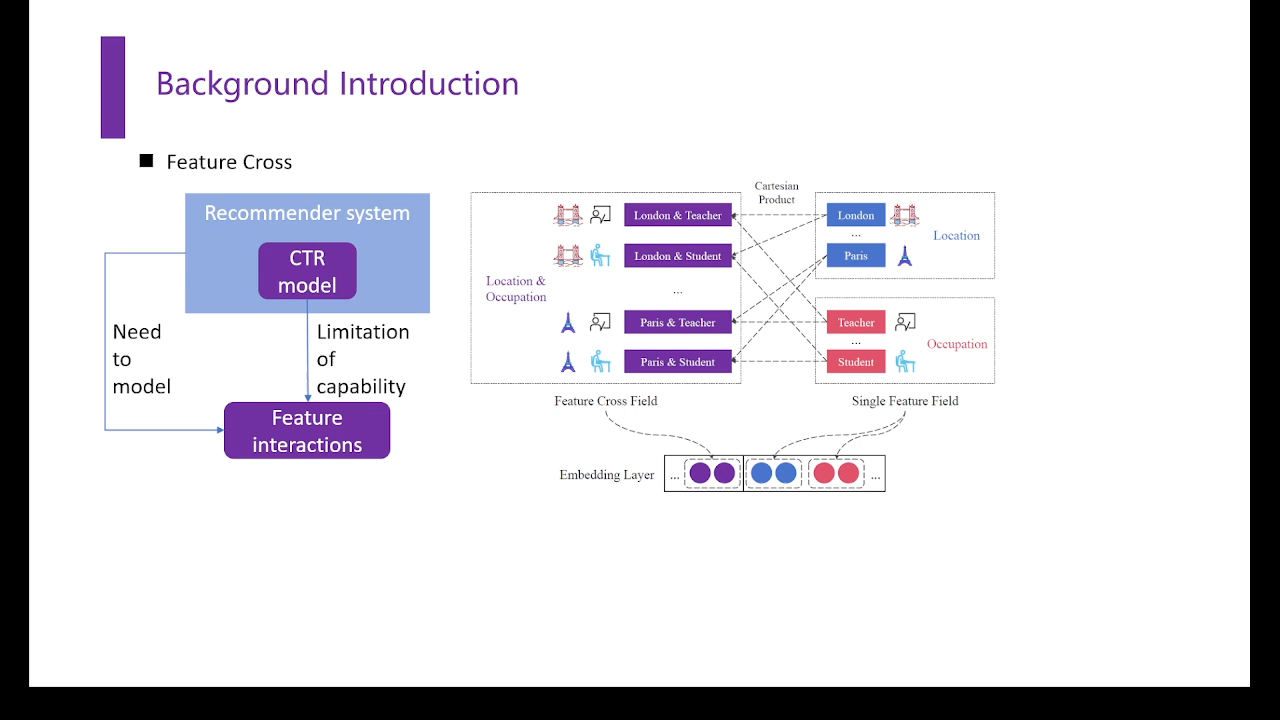 Background Introduction
■ Feature Cross
Recommender system
CTR
model
Need
to
model
Limitation
of
capability
Feature
interactions
Cartesian
Product
London & Teacher
London & Student
...
Paris & Teacher
Paris & Student
Location &
Occupation
London
...
Paris
Location
Teacher
...
Student
Occupation
Feature Cross Field
Single Feature Field
Embedding Layer
...
...